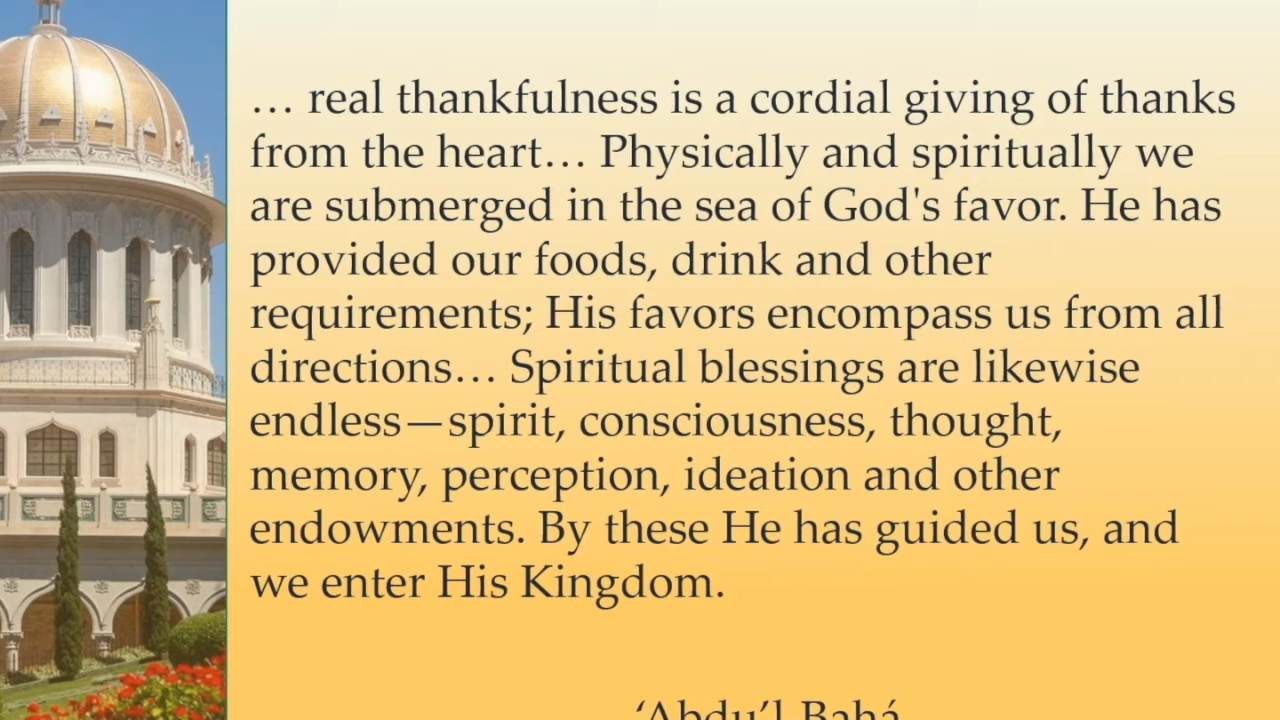 … real thankfulness is a cordial giving of thanks
from the heart… Physically and spiritually we
are submerged in the sea of God's favor. He has
provided our foods, drink and other
requirements; His favors encompass us from all
directions… Spiritual blessings are likewise
endless—spirit, consciousness, thought,
memory, perception, ideation and other
endowments. By these He has guided us, and
we enter His Kingdom.
‘Abdu’l-Bahá